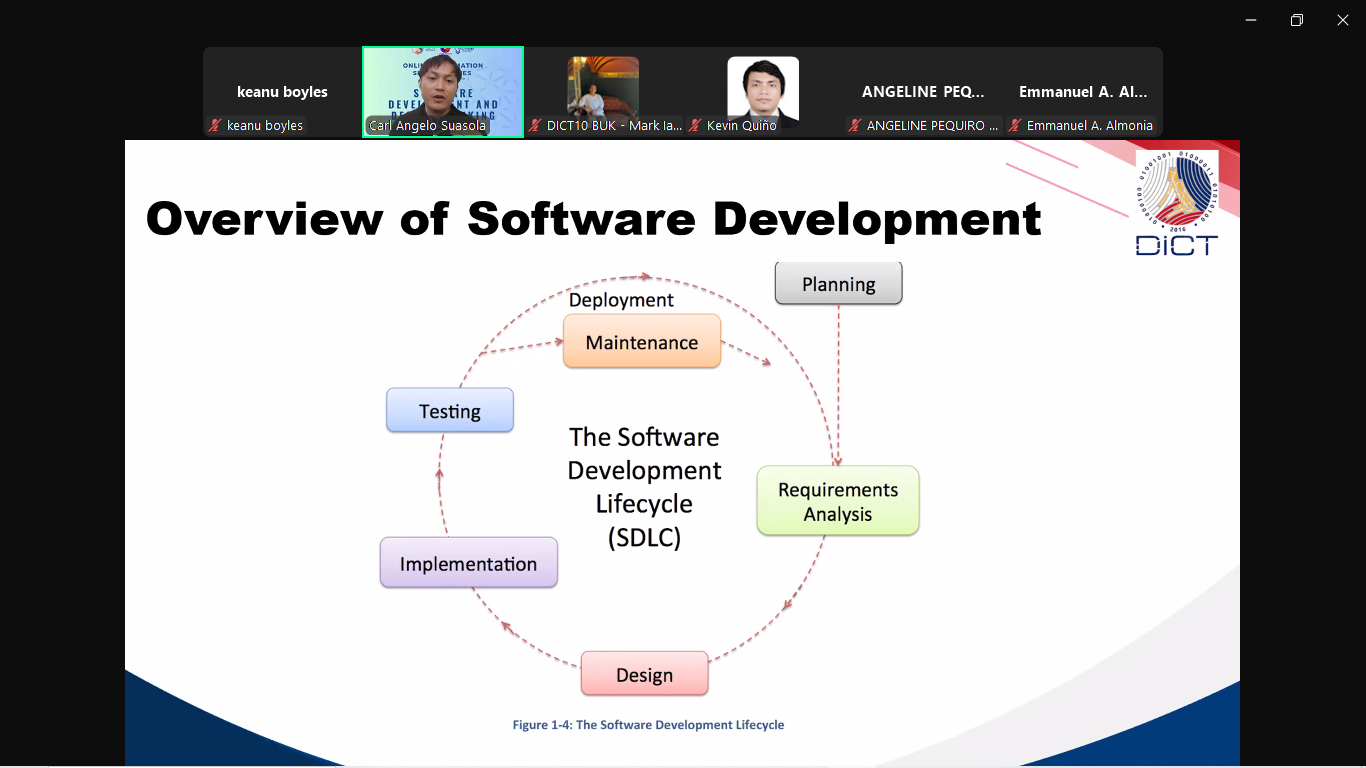 keanu boyles
ANGELINE PEQ...
Emmanuel A. Al...
keanu boyles
Carl Angelo Suasola
DICT10 BUK - Mark Ia...
Kevin Quiño
ANGELINE PEQUIRO ...
Emmanuel A. Almonia
Overview of Software Development
2016
DiCT
Planning
Deployment
Maintenance
Testing
The Software
Development
Lifecycle
(SDLC)
Requirements
Analysis
Implementation
Design
Figure 1-4: The Software Development Lifecycle